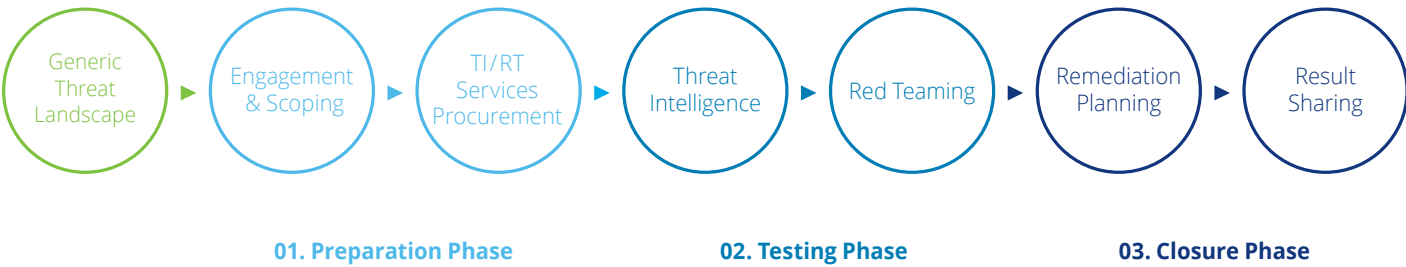 Generic
Threat
Landscape
Engagement
& Scoping
TI/RT
Services
Procurement
Threat
Intelligence
Red Teaming
Remediation
Planning
Result
Sharing
01. Preparation Phase
02. Testing Phase
03. Closure Phase